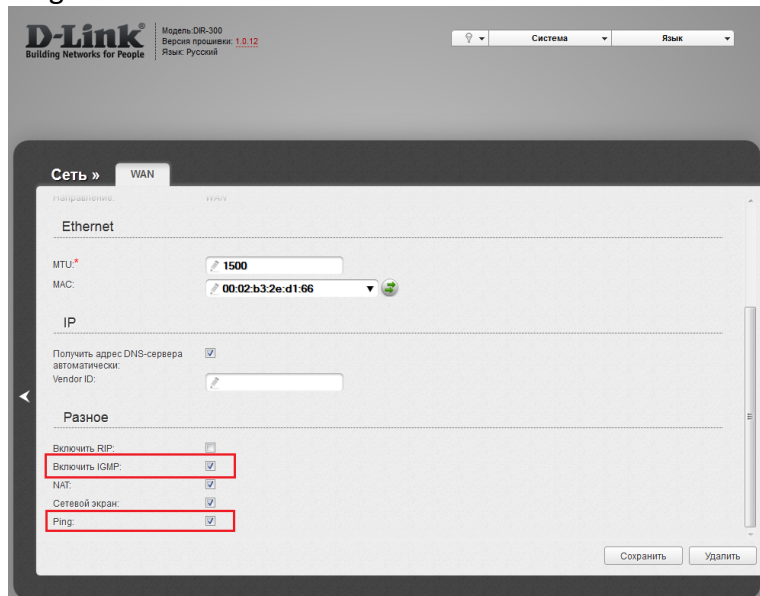 D-Link®
Building Networks for People
Модель:DIR-300
Версия прошивки: 1.0.12
Язык: Русский
Система
Язык
Сеть »
WAN
Направление:
WAN
Ethernet
MTU:*
1500
MAC:
00:02:b3:2e:d1:66
IP
Получить адрес DNS-сервера
автоматически:
Vendor ID:
Разное
Включить RIP:
Включить IGMP:
NAT:
Сетевой экран:
Ping:
Сохранить
Удалить